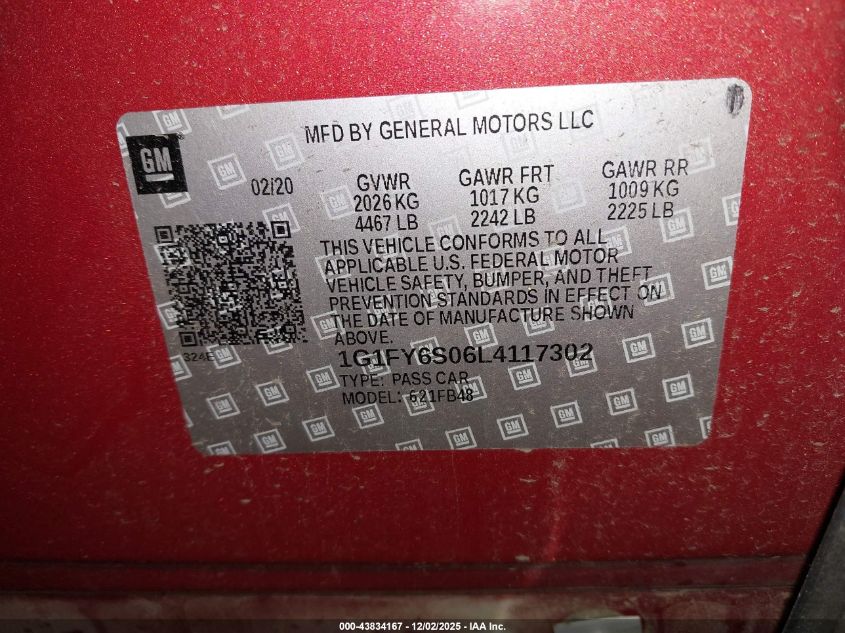 MFD BY GENERAL MOTORS LLC
GM
02/20
GVWR
2026 KG
4467 LB
GAWR FRT
1017 KG
2242 LB
GAWR RR
1009 KG
2225 LB
THIS VEHICLE CONFORMS TO ALL
APPLICABLE U.S. FEDERAL MOTOR
VEHICLE SAFETY, BUMPER, AND THEFT
PREVENTION STANDARDS IN EFFECT ON
THE DATE OF MANUFACTURE SHOWN
ABOVE.
324E
1G1FY6S06L4117302
TYPE: PASS CAR
MODEL: 621FB48
000-43834167 - 12/02/2025 - IAA Inc.